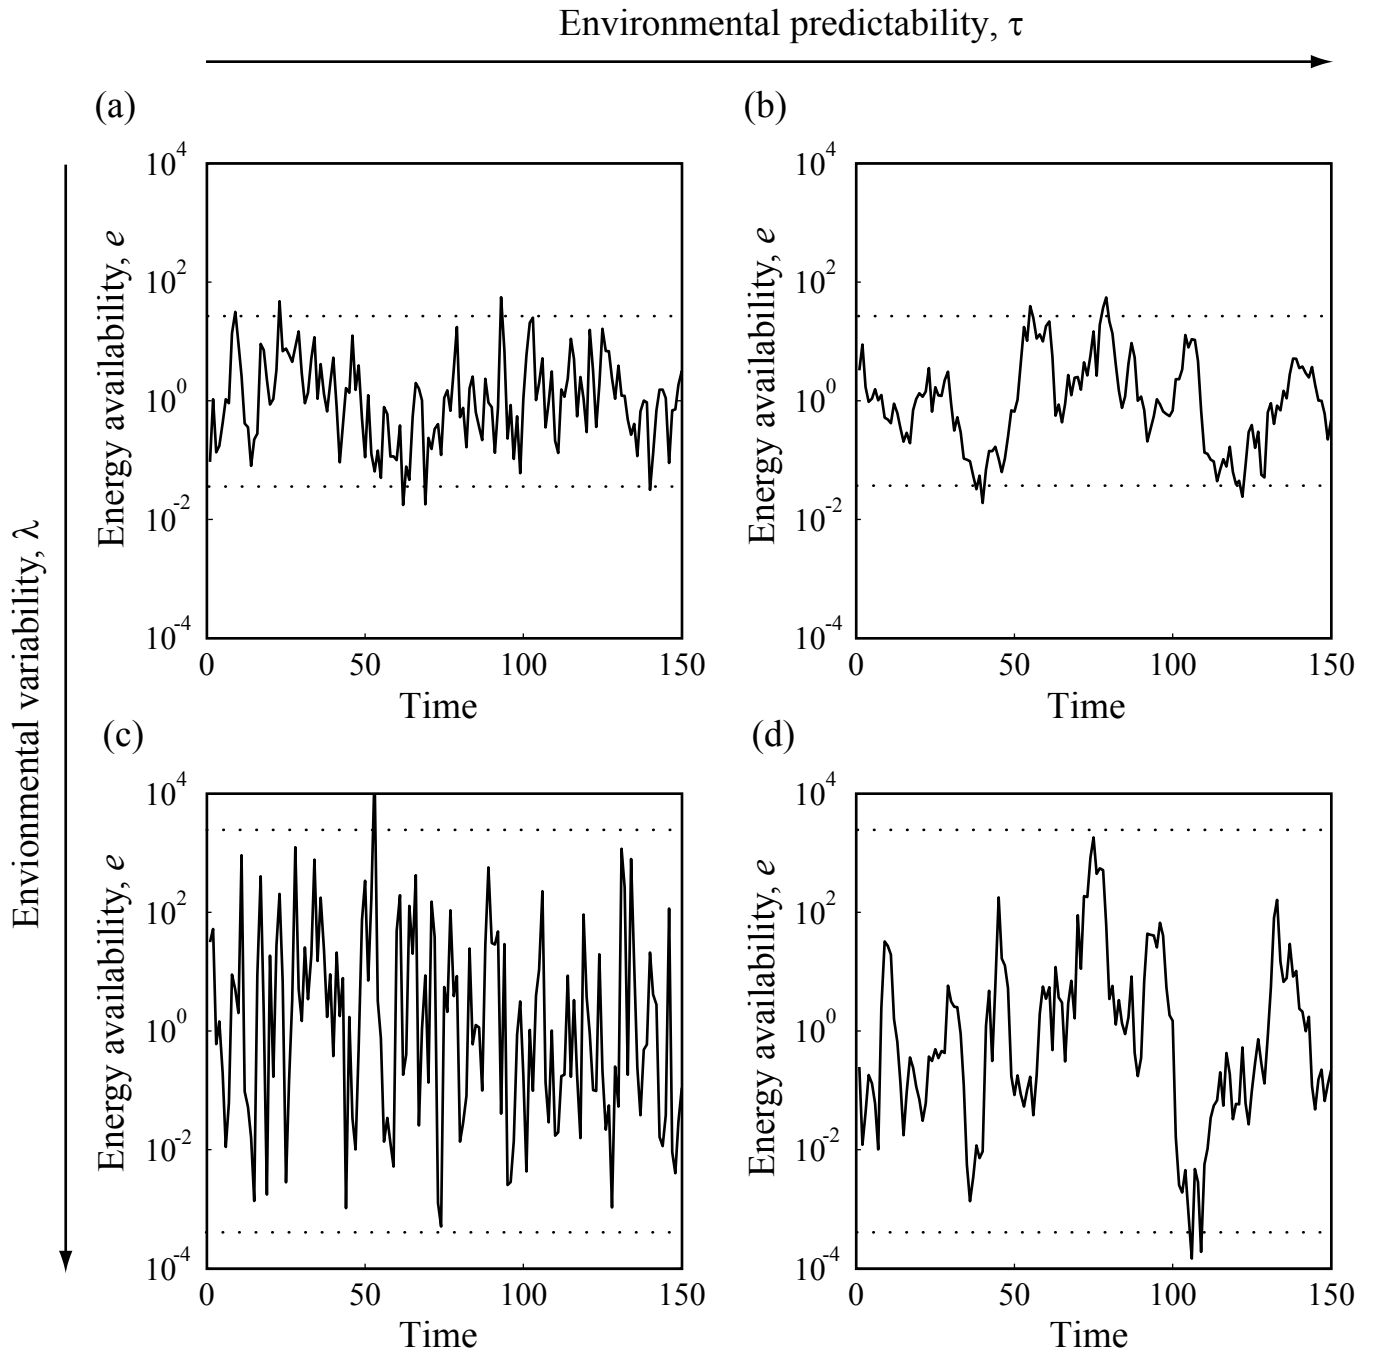 Environmental predictability, τ
Envionmental variability, λ
(a)
Energy availability, e
10^4
10^2
10^0
10^-2
10^-4
0 50 100 150
Time
(b)
Energy availability, e
10^4
10^2
10^0
10^-2
10^-4
0 50 100 150
Time
(c)
Energy availability, e
10^4
10^2
10^0
10^-2
10^-4
0 50 100 150
Time
(d)
Energy availability, e
10^4
10^2
10^0
10^-2
10^-4
0 50 100 150
Time